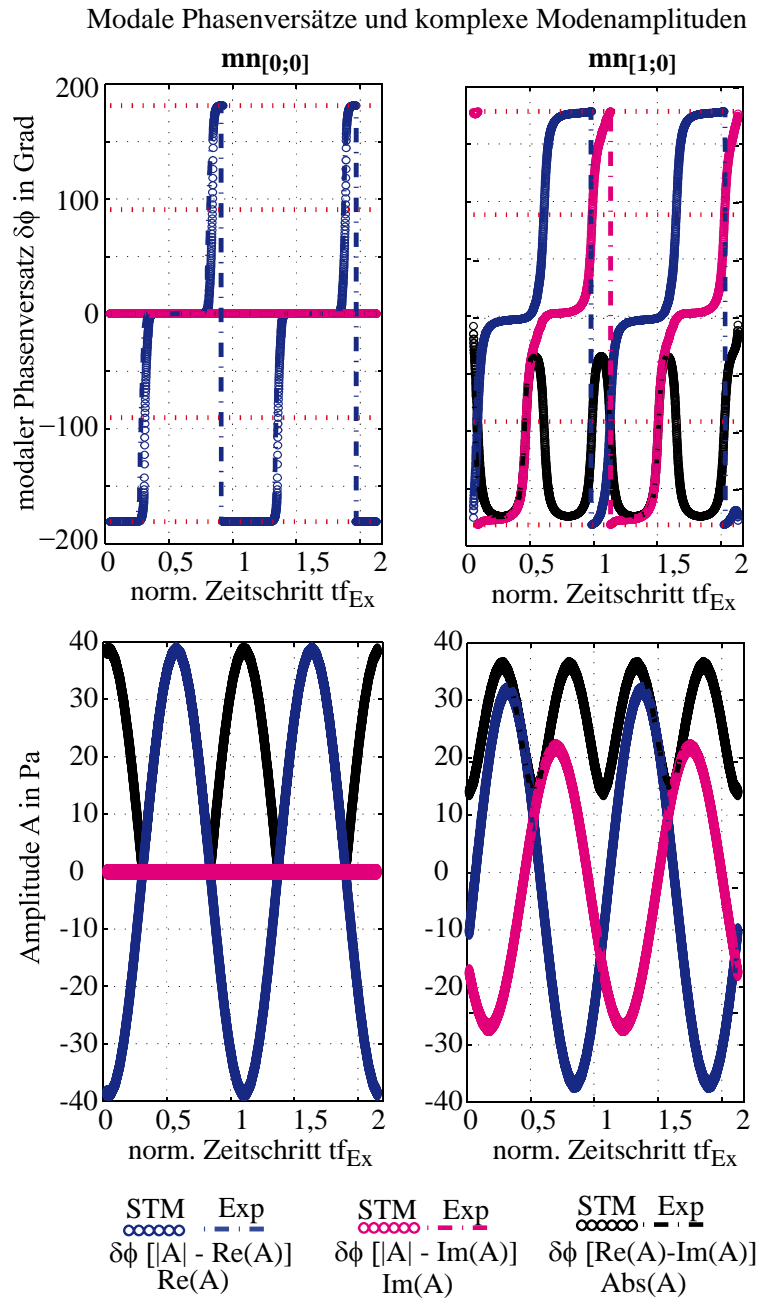 Modale Phasenversätze und komplexe Modenamplituden
mn[0;0]
mn[1;0]
modaler Phasenversatz δϕ in Grad
200
100
0
−100
−200
0 0,5 1 1,5 2
norm. Zeitschritt tfEx
0 0,5 1 1,5 2
norm. Zeitschritt tfEx
Amplitude A in Pa
40
30
20
10
0
-10
-20
-30
-40
0 0,5 1 1,5 2
norm. Zeitschritt tfEx
40
30
20
10
0
-10
-20
-30
-40
0 0,5 1 1,5 2
norm. Zeitschritt tfEx
STM Exp STM Exp STM Exp
δϕ [|A| - Re(A)] δϕ [|A| - Im(A)] δϕ [Re(A)-Im(A)]
Re(A) Im(A) Abs(A)